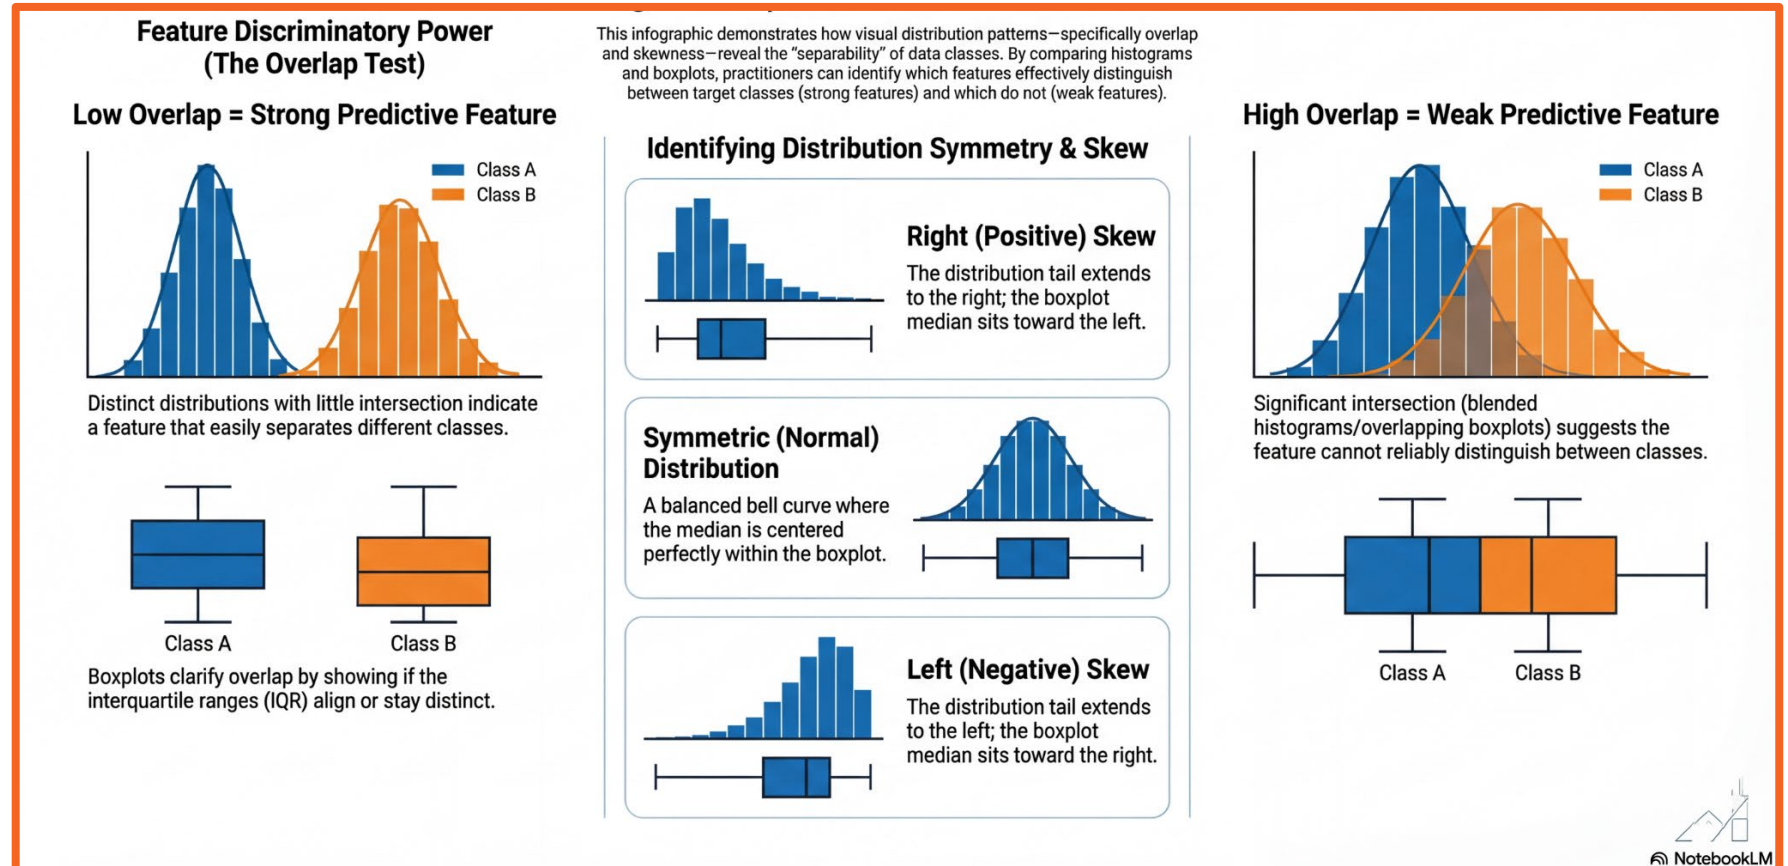 Feature Discriminatory Power
(The Overlap Test)
Low Overlap = Strong Predictive Feature
Class A
Class B
Distinct distributions with little intersection indicate
a feature that easily separates different classes.
Class A
Class B
Boxplots clarify overlap by showing if the
interquartile ranges (IQR) align or stay distinct.
This infographic demonstrates how visual distribution patterns—specifically overlap
and skewness—reveal the “separability” of data classes. By comparing histograms
and boxplots, practitioners can identify which features effectively distinguish
between target classes (strong features) and which do not (weak features).
Identifying Distribution Symmetry & Skew
Right (Positive) Skew
The distribution tail extends
to the right; the boxplot
median sits toward the left.
Symmetric (Normal)
Distribution
A balanced bell curve where
the median is centered
perfectly within the boxplot.
Left (Negative) Skew
The distribution tail extends
to the left; the boxplot
median sits toward the right.
High Overlap = Weak Predictive Feature
Class A
Class B
Significant intersection (blended
histograms/overlapping boxplots) suggests the
feature cannot reliably distinguish between classes.
Class A
Class B
NotebookLM